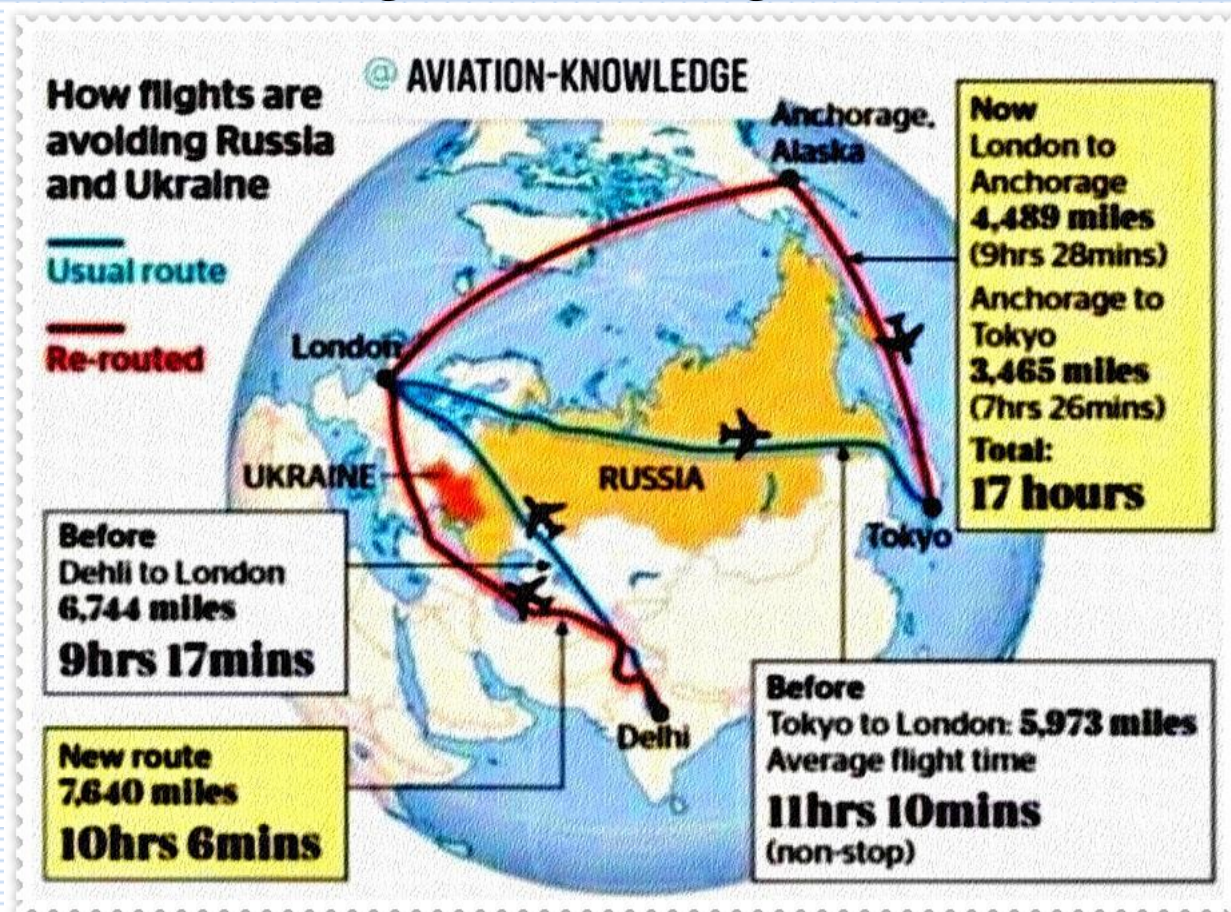 @ AVIATION-KNOWLEDGE
How flights are
avoiding Russia
and Ukraine
Usual route
Re-routed
Anchorage,
Alaska
London
UKRAINE
RUSSIA
Tokyo
Delhi
Now
London to
Anchorage
4,489 miles
(9hrs 28mins)
Anchorage to
Tokyo
3,465 miles
(7hrs 26mins)
Total:
17 hours
Before
Dehli to London
6,744 miles
9hrs 17mins
New route
7,640 miles
10hrs 6mins
Before
Tokyo to London: 5,973 miles
Average flight time
11hrs 10mins
(non-stop)